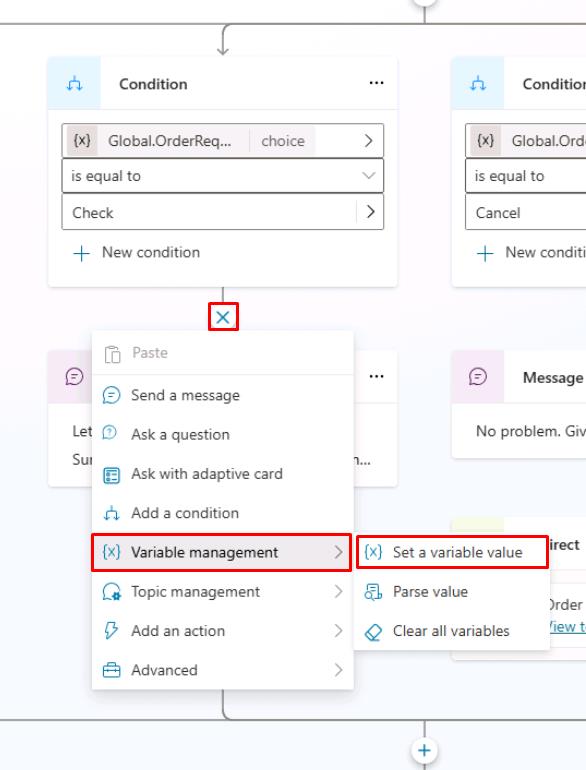 Condition
{x} Global.OrderReq... choice
is equal to
Check
New condition
Condition
{x} Global.Orde
is equal to
Cancel
New conditi
Paste
Send a message
Ask a question
Ask with adaptive card
Add a condition
{x} Variable management
Topic management
Add an action
Advanced
{x} Set a variable value
Parse value
Clear all variables
Let
Sur
n...
Message
No problem. Giv
irect
Order
View to